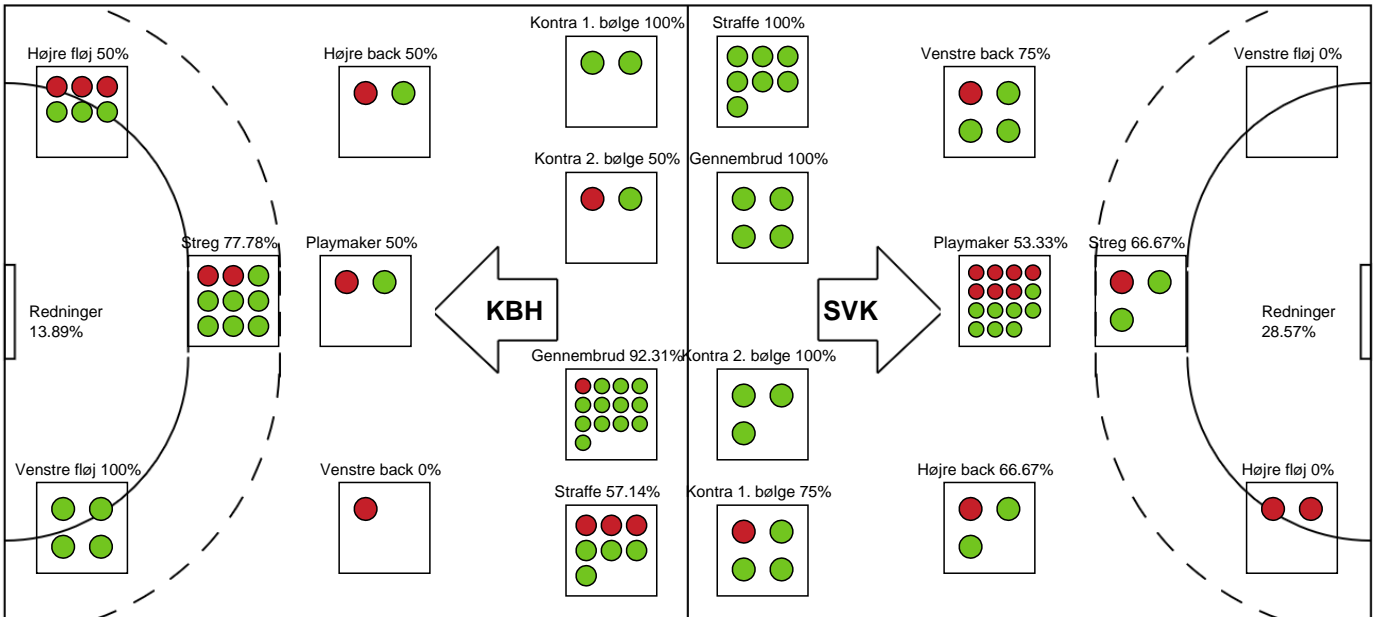 Kontra 1. bølge 100%
Straffe 100%
Højre fløj 50%
Højre back 50%
Venstre back 75%
Venstre fløj 0%
Kontra 2. bølge 50%
Gennembrud 100%
Streg 77.78%
Playmaker 50%
Playmaker 53.33%
Streg 66.67%
Redninger
13.89%
KBH
SVK
Redninger
28.57%
Gennembrud 92.31%
Kontra 2. bølge 100%
Venstre fløj 100%
Venstre back 0%
Højre back 66.67%
Højre fløj 0%
Straffe 57.14%
Kontra 1. bølge 75%